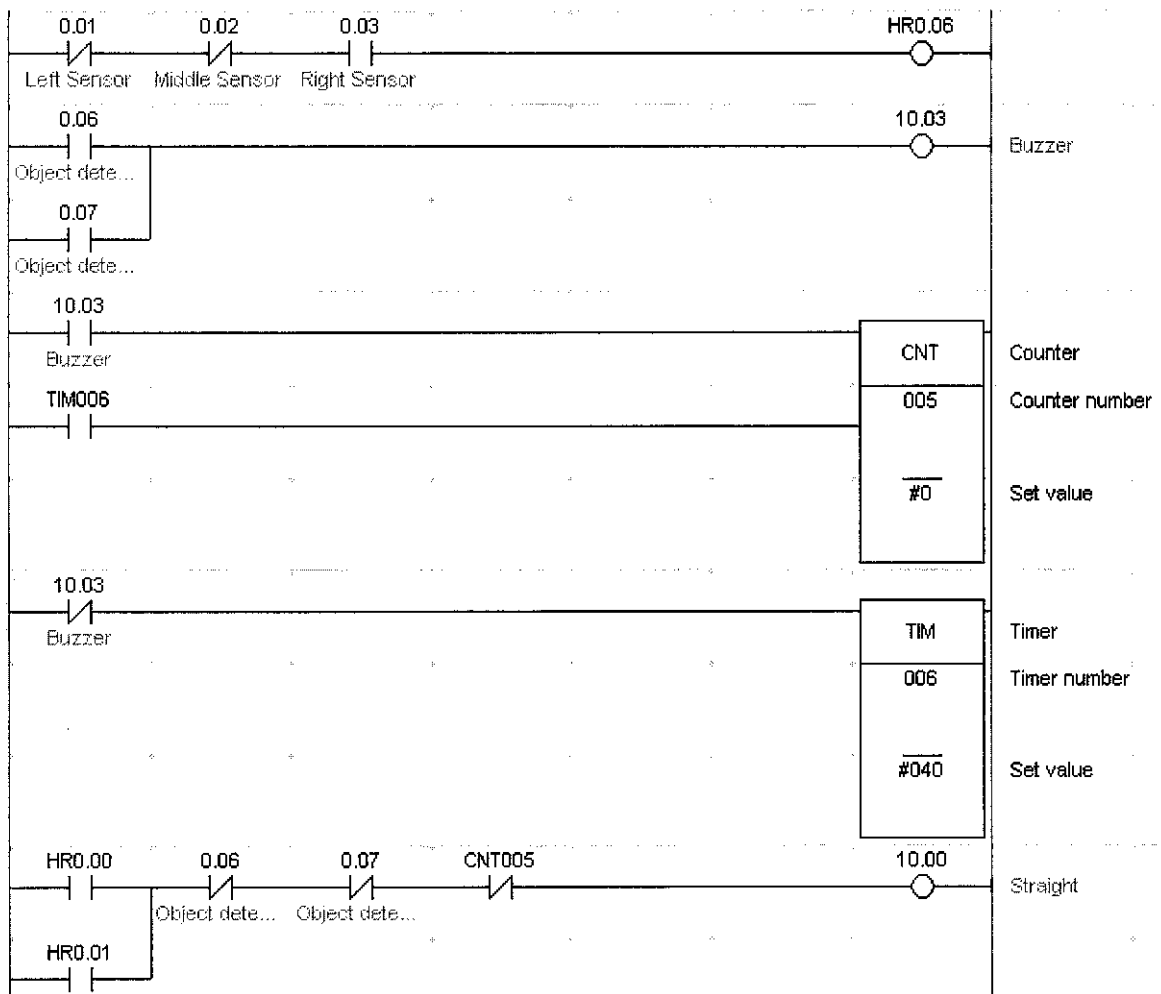 0.01 0.02 0.03 HR0.06
Left Sensor Middle Sensor Right Sensor
0.06 10.03
Buzzer
Object dete...
0.07
Object dete...
10.03
Buzzer
CNT Counter
TIM006
005 Counter number
#0 Set value
10.03
Buzzer
TIM Timer
006 Timer number
#040 Set value
HR0.00 0.06 0.07 CNT005 10.00
Straight
Object dete... Object dete...
HR0.01